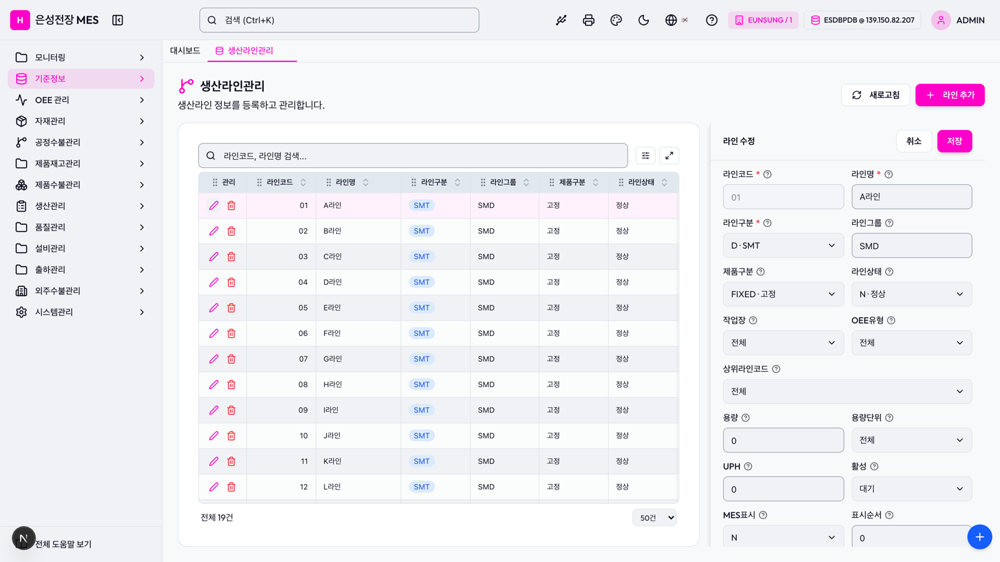 H 은성전장 MES
검색 (Ctrl+K)
EUNSUNG / 1
ESDBPDB @ 139.150.82.207
ADMIN
모니터링
기준정보
OEE 관리
자재관리
공정수불관리
제품재고관리
제품수불관리
생산관리
품질관리
설비관리
출하관리
외주수불관리
시스템관리
N 전체 도움말 보기
대시보드
생산라인관리
생산라인관리
생산라인 정보를 등록하고 관리합니다.
새로고침
라인 추가
라인코드, 라인명 검색...
관리 라인코드 라인명 라인구분 라인그룹 제품구분 라인상태
01 A라인 SMT SMD 고정 정상
02 B라인 SMT SMD 고정 정상
03 C라인 SMT SMD 고정 정상
04 D라인 SMT SMD 고정 정상
05 E라인 SMT SMD 고정 정상
06 F라인 SMT SMD 고정 정상
07 G라인 SMT SMD 고정 정상
08 H라인 SMT SMD 고정 정상
09 I라인 SMT SMD 고정 정상
10 J라인 SMT SMD 고정 정상
11 K라인 SMT SMD 고정 정상
12 L라인 SMT SMD 고정 정상
전체 19건
50건
라인 수정
취소
저장
라인코드 * 라인명 *
01 A라인
라인구분 * 라인그룹
D · SMT SMD
제품구분 라인상태
FIXED · 고정 N · 정상
작업장 OEE유형
전체 전체
상위라인코드
전체
용량 용량단위
0 전체
UPH 활성
0 대기
MES표시 표시순서
N 0